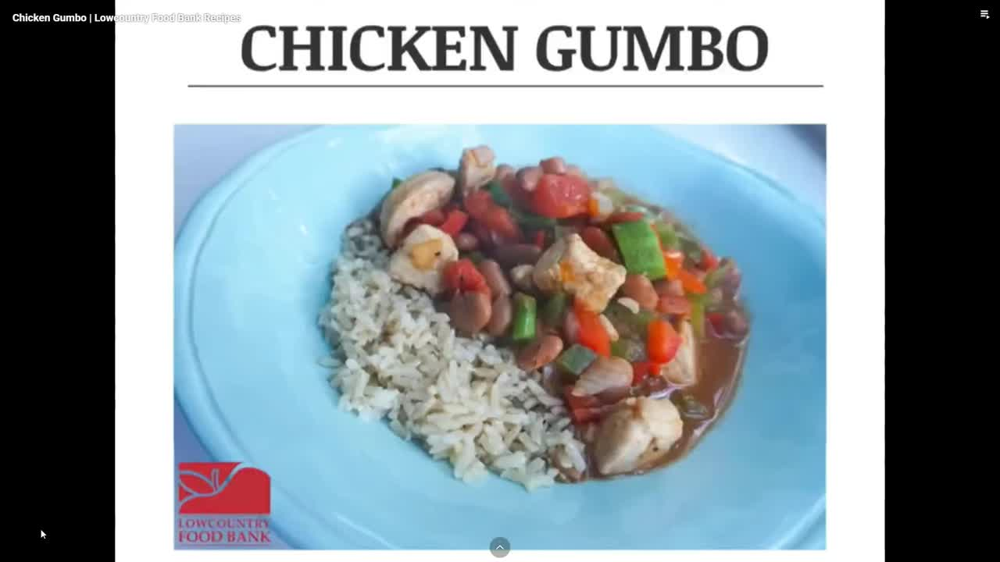 Chicken Gumbo | Lowcountry Food Bank Recipes
CHICKEN GUMBO
LOWCOUNTRY
FOOD BANK